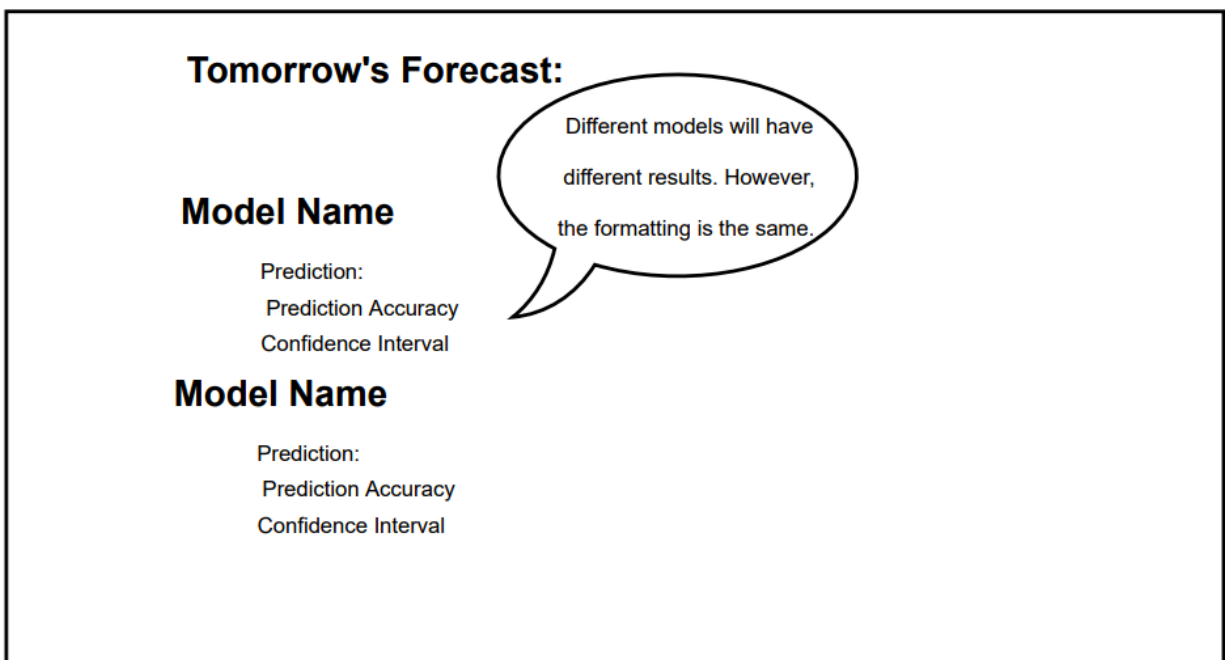 Tomorrow's Forecast:
Different models will have
different results. However,
the formatting is the same.
Model Name
Prediction:
Prediction Accuracy
Confidence Interval
Model Name
Prediction:
Prediction Accuracy
Confidence Interval